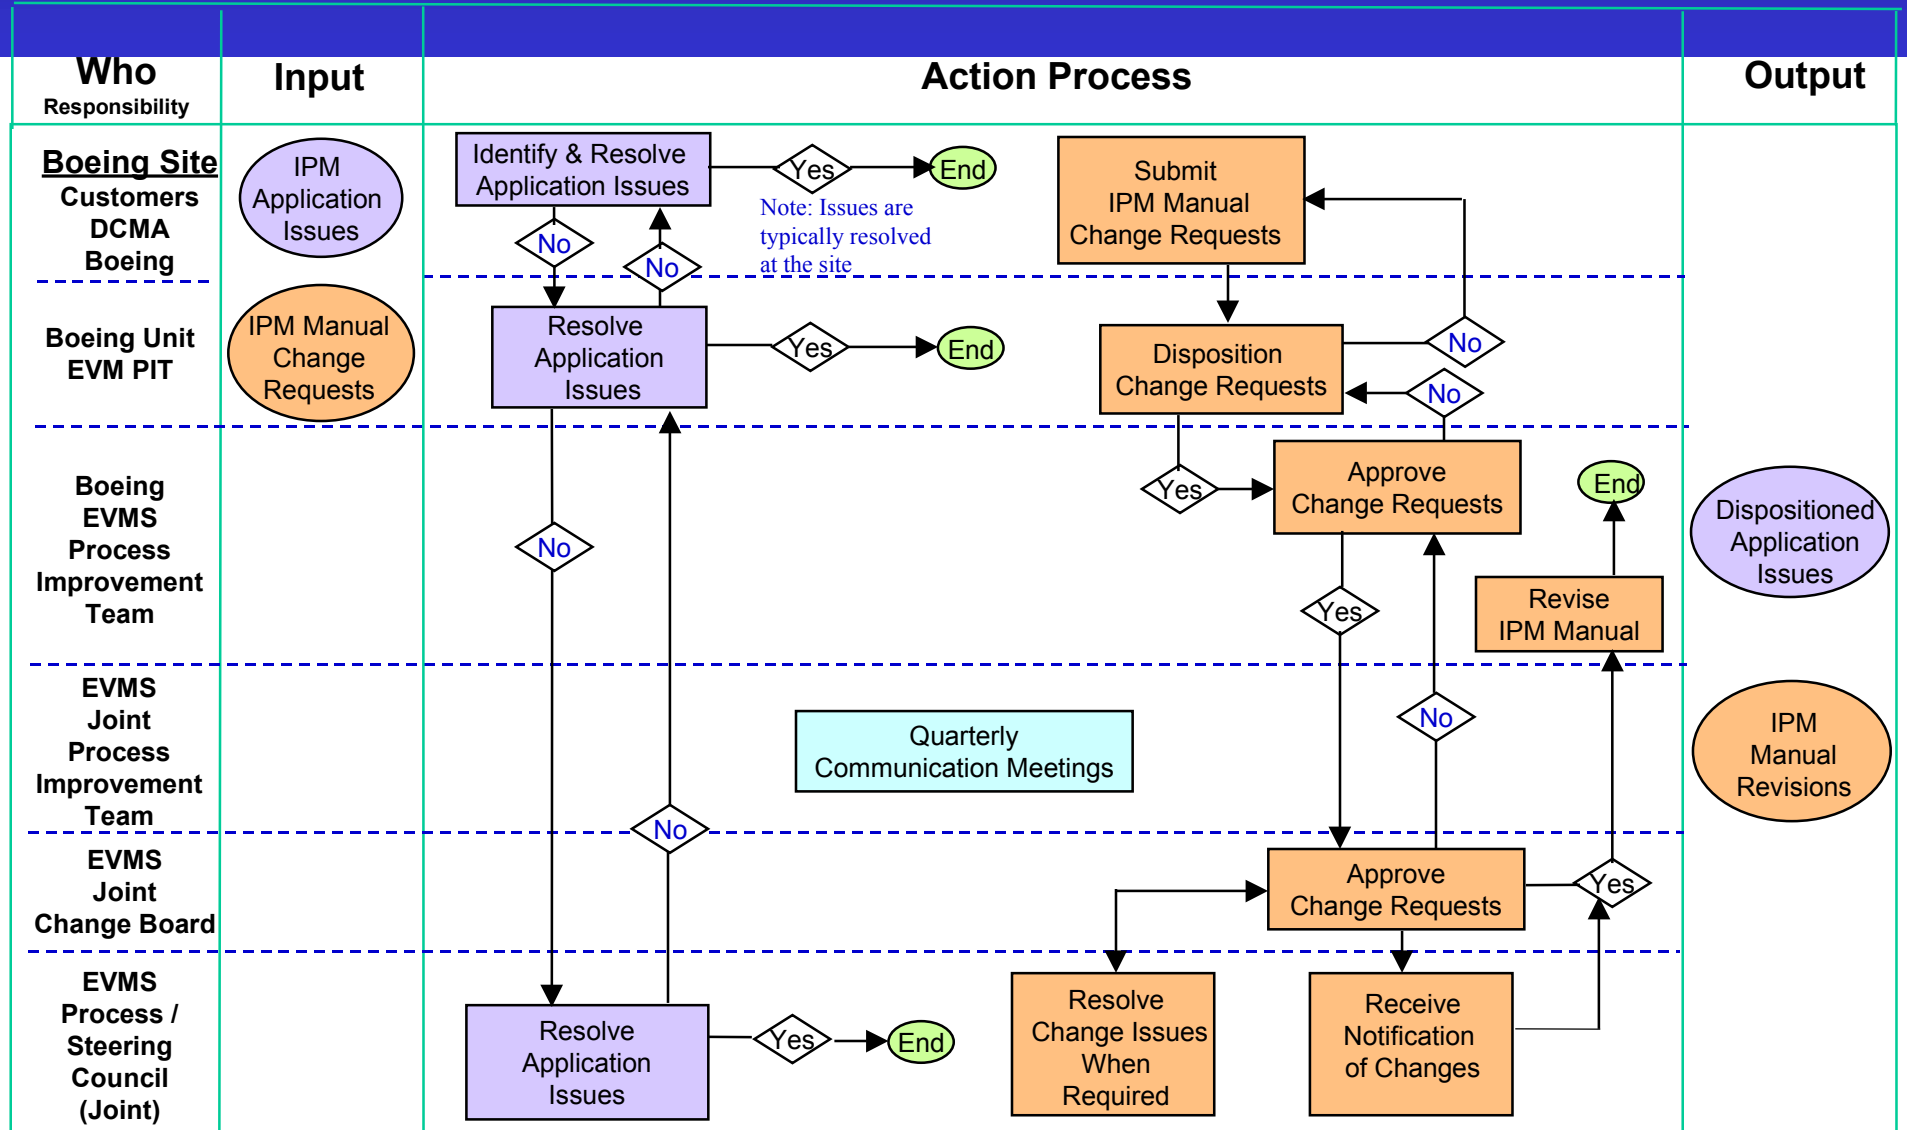 Who
Responsibility
Input
Action Process
Output
Boeing Site
Customers
DCMA
Boeing
IPM
Application
Issues
Identify & Resolve
Application Issues
Yes
End
Note: Issues are
typically resolved
at the site
No
No
Submit
IPM Manual
Change Requests
Boeing Unit
EVM PIT
IPM Manual
Change
Requests
Resolve
Application
Issues
Yes
End
Disposition
Change Requests
No
No
Boeing
EVMS
Process
Improvement
Team
No
Yes
Approve
Change Requests
End
Yes
Revise
IPM Manual
Dispositioned
Application
Issues
EVMS
Joint
Process
Improvement
Team
Quarterly
Communication Meetings
No
No
IPM
Manual
Revisions
EVMS
Joint
Change Board
Approve
Change Requests
Yes
EVMS
Process /
Steering
Council
(Joint)
Resolve
Application
Issues
Yes
End
Resolve
Change Issues
When
Required
Receive
Notification
of Changes